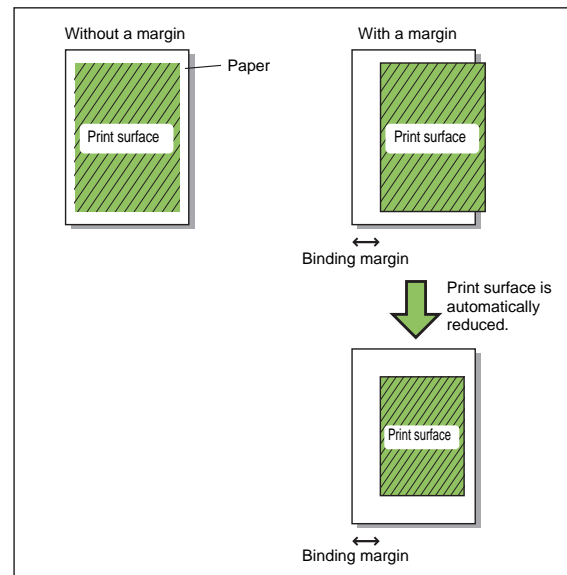 Without a margin
With a margin
Paper
Print surface
Print surface
Binding margin
Print surface is
automatically
reduced.
Print surface
Binding margin